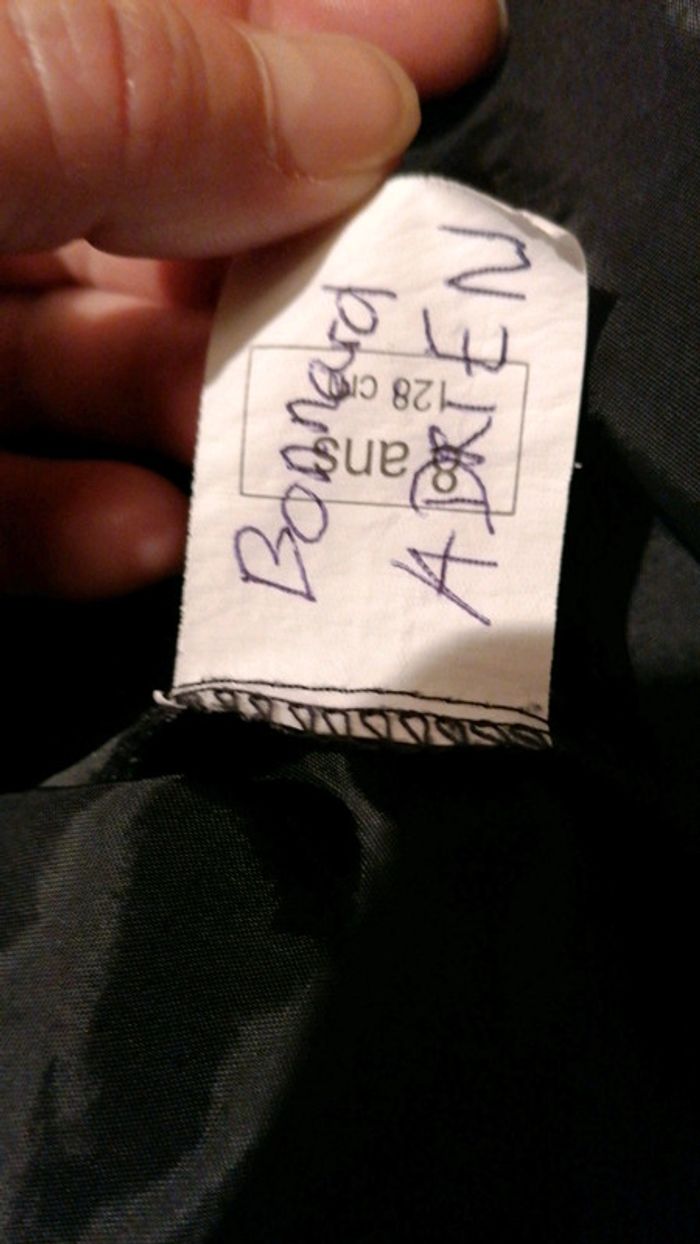 Bonnard
ADRIEN
8 ans
128 cm